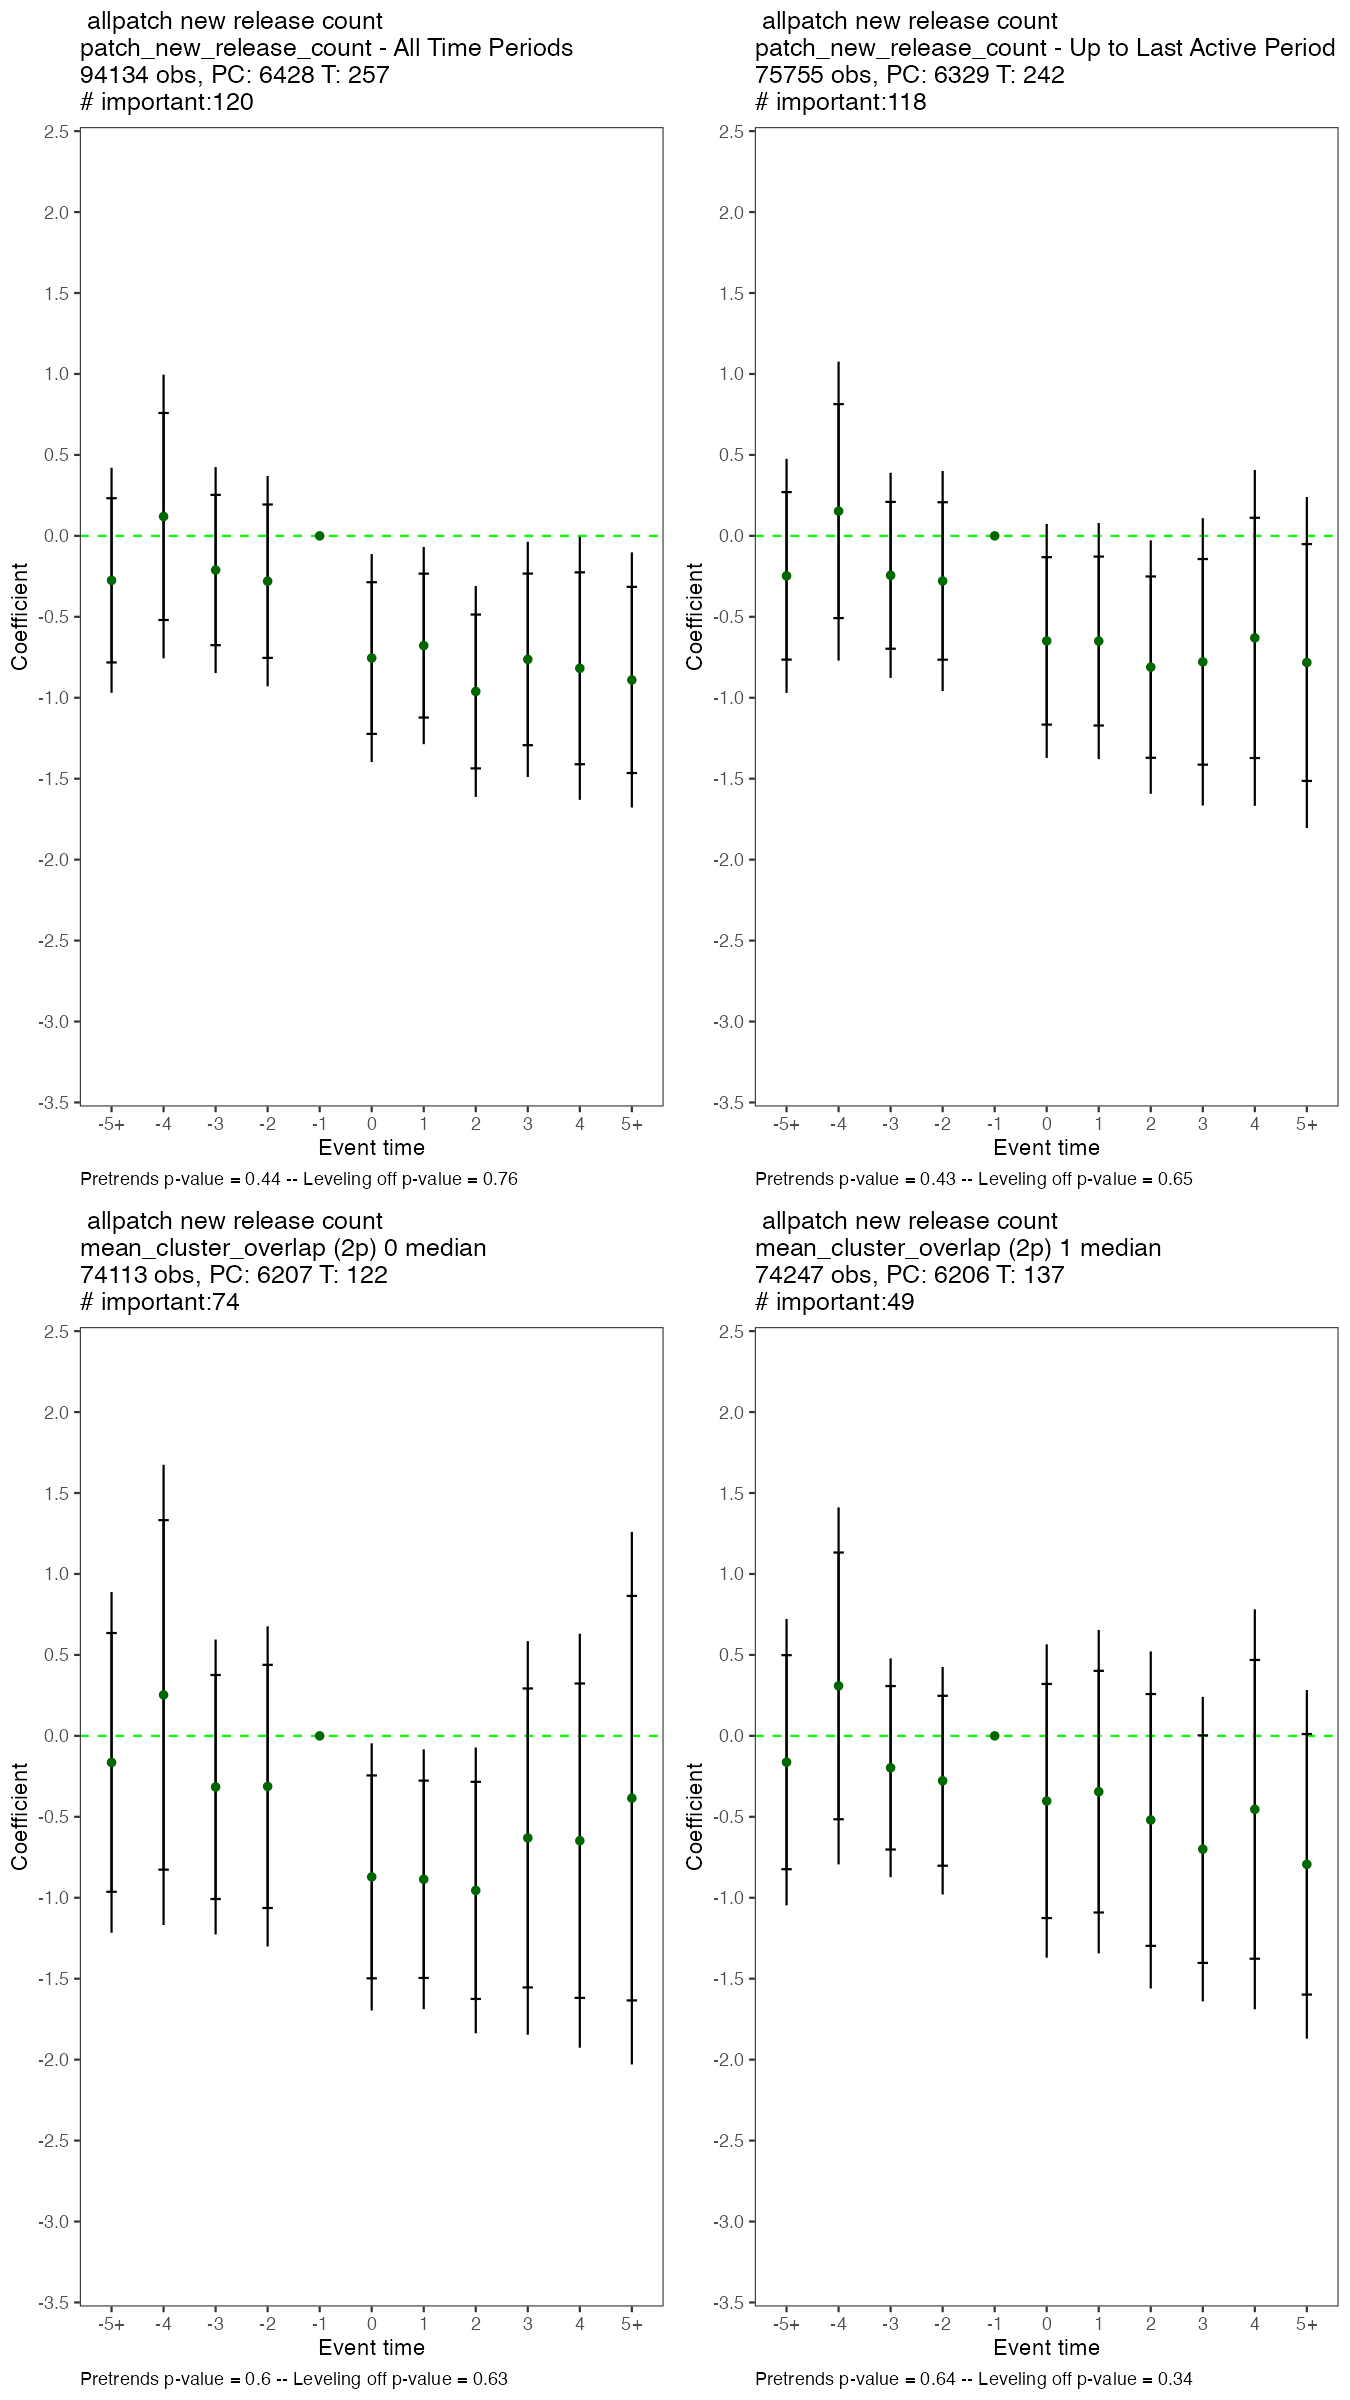 allpatch new release count
patch_new_release_count - All Time Periods
94134 obs, PC: 6428 T: 257
# important:120
2.5
2.0
1.5
1.0
0.5
0.0
-0.5
-1.0
-1.5
-2.0
-2.5
-3.0
-3.5
Coefficient
-5+ -4 -3 -2 -1 0 1 2 3 4 5+
Event time
Pretrends p-value = 0.44 -- Leveling off p-value = 0.76
allpatch new release count
patch_new_release_count - Up to Last Active Period
75755 obs, PC: 6329 T: 242
# important:118
2.5
2.0
1.5
1.0
0.5
0.0
-0.5
-1.0
-1.5
-2.0
-2.5
-3.0
-3.5
Coefficient
-5+ -4 -3 -2 -1 0 1 2 3 4 5+
Event time
Pretrends p-value = 0.43 -- Leveling off p-value = 0.65
allpatch new release count
mean_cluster_overlap (2p) 0 median
74113 obs, PC: 6207 T: 122
# important:74
2.5
2.0
1.5
1.0
0.5
0.0
-0.5
-1.0
-1.5
-2.0
-2.5
-3.0
-3.5
Coefficient
-5+ -4 -3 -2 -1 0 1 2 3 4 5+
Event time
Pretrends p-value = 0.6 -- Leveling off p-value = 0.63
allpatch new release count
mean_cluster_overlap (2p) 1 median
74247 obs, PC: 6206 T: 137
# important:49
2.5
2.0
1.5
1.0
0.5
0.0
-0.5
-1.0
-1.5
-2.0
-2.5
-3.0
-3.5
Coefficient
-5+ -4 -3 -2 -1 0 1 2 3 4 5+
Event time
Pretrends p-value = 0.64 -- Leveling off p-value = 0.34